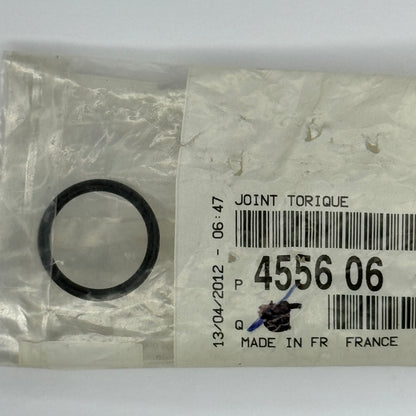 JOINT TORIQUE
P 4556 06
Q
MADE IN FR FRANCE
13/04/2012 - 06:47